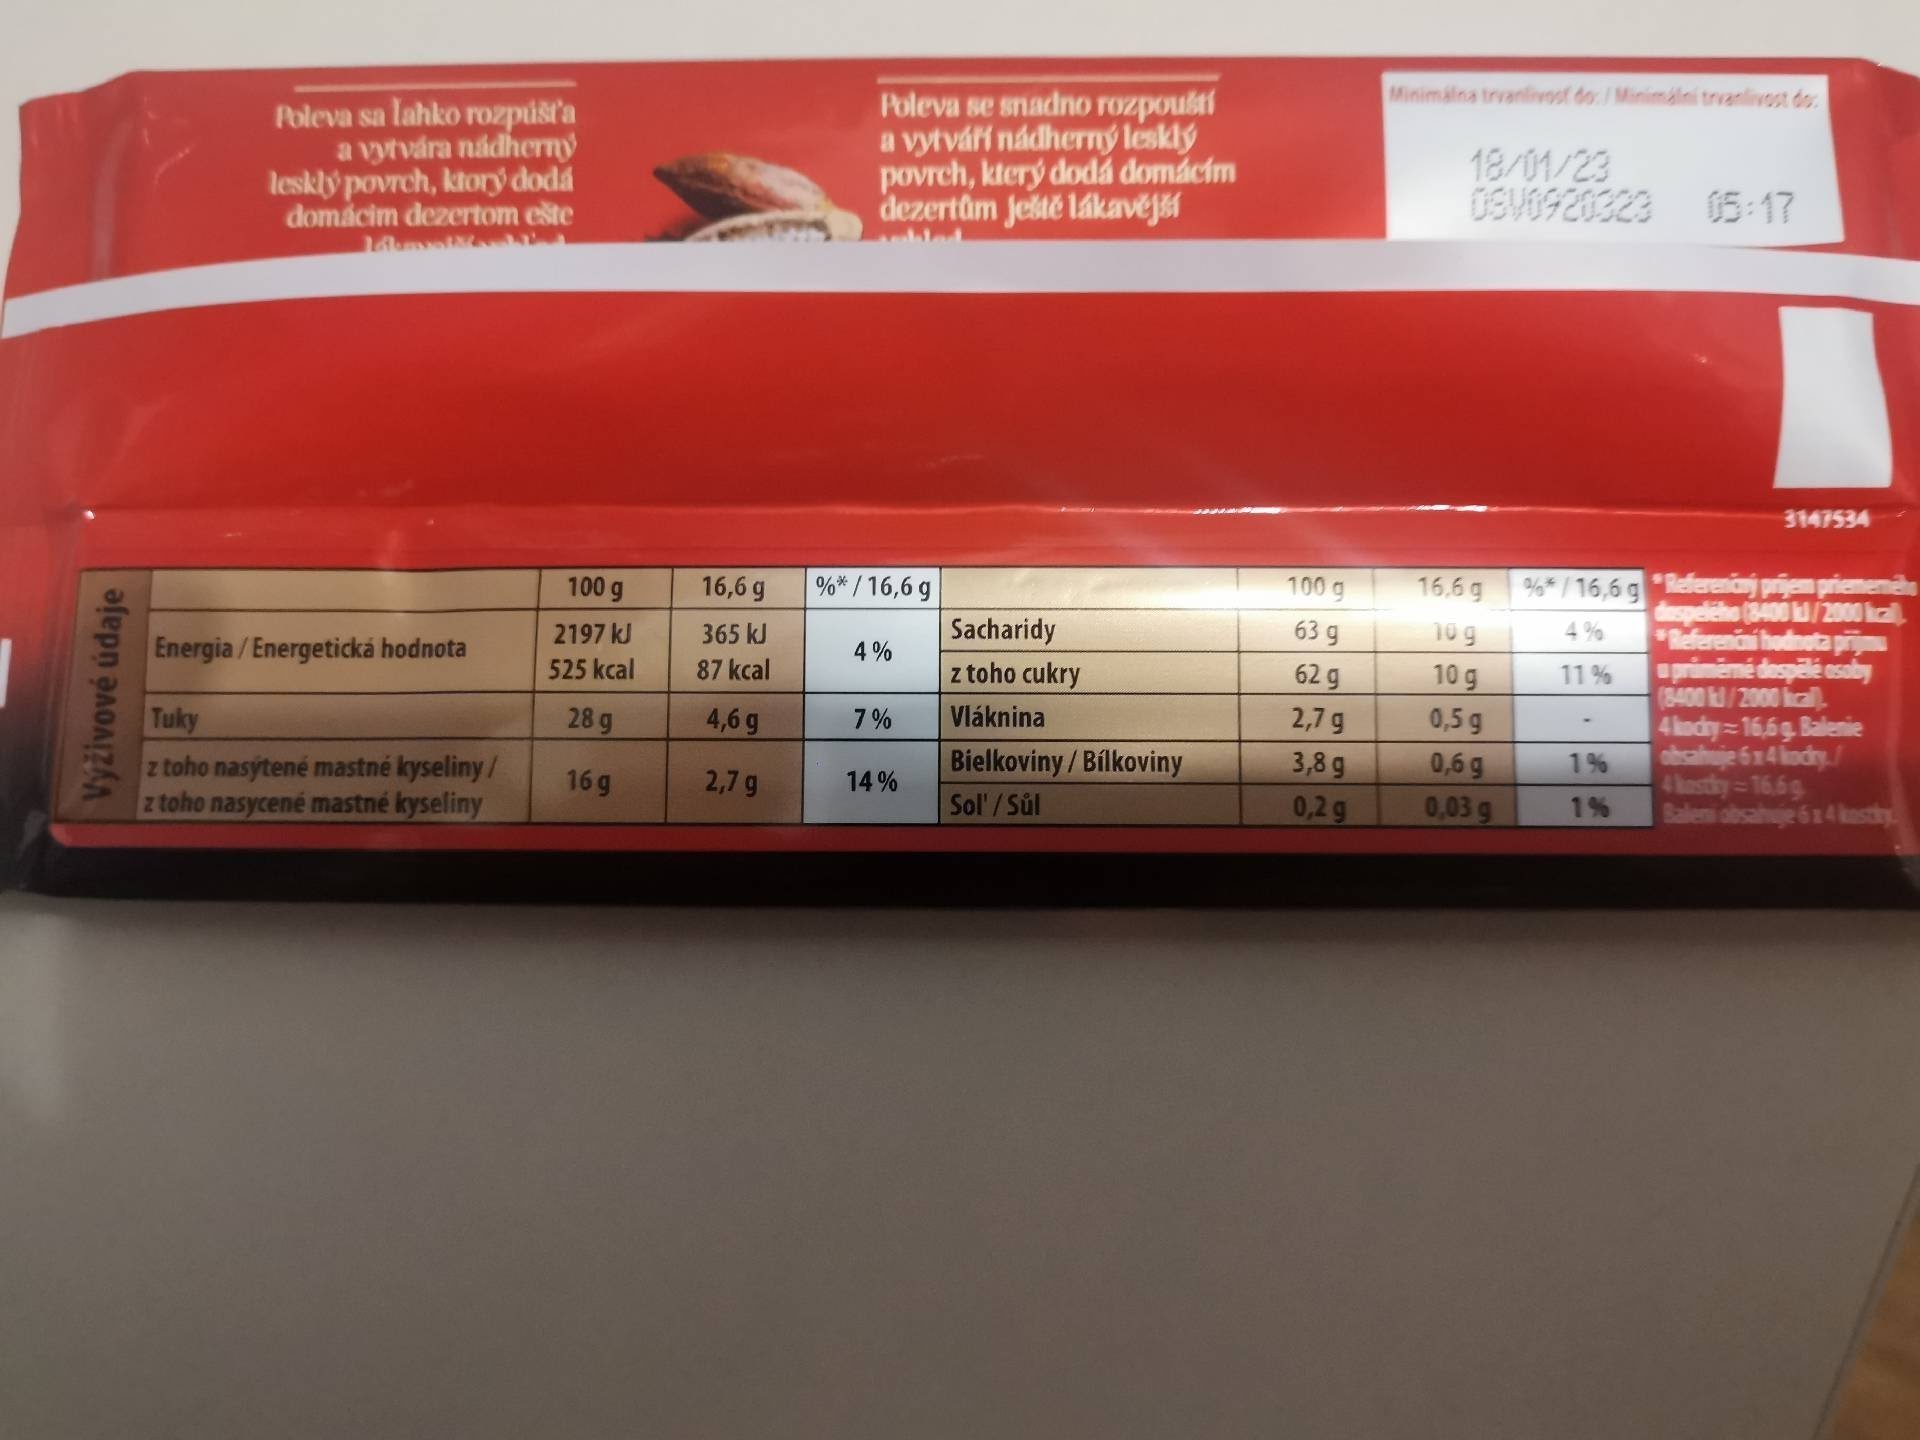 Poleva sa ľahko rozpúšťa
a vytvára nádherný
lesklý povrch, ktorý dodá
domácim dezertom ešte
Poleva se snadno rozpouští
a vytváří nádherný lesklý
povrch, který dodá domácím
dezertům ještě lákavější
Minimálna trvanlivosť do: / Minimální trvanlivost do:
18/01/23
OSV0920323 05:17
3147534
Výživové údaje
100 g 16,6 g %* / 16,6 g
Energia / Energetická hodnota 2197 kJ 365 kJ 4 %
525 kcal 87 kcal
Tuky 28 g 4,6 g 7 %
z toho nasýtené mastné kyseliny / 16 g 2,7 g 14 %
z toho nasycené mastné kyseliny
100 g 16,6 g %* / 16,6 g
Sacharidy 63 g 10 g 4 %
z toho cukry 62 g 10 g 11 %
Vláknina 2,7 g 0,5 g -
Bielkoviny / Bílkoviny 3,8 g 0,6 g 1 %
Soľ / Sůl 0,2 g 0,03 g 1 %
* Referenčný príjem priemerného
dospelého (8400 kJ / 2000 kcal).
* Referenční hodnota příjmu
u průměrné dospělé osoby
(8400 kJ / 2000 kcal).
4 kocky = 16,6 g. Balenie
obsahuje 6 x 4 kocky. /
4 kostky = 16,6 g.
Balení obsahuje 6 x 4 kostky.